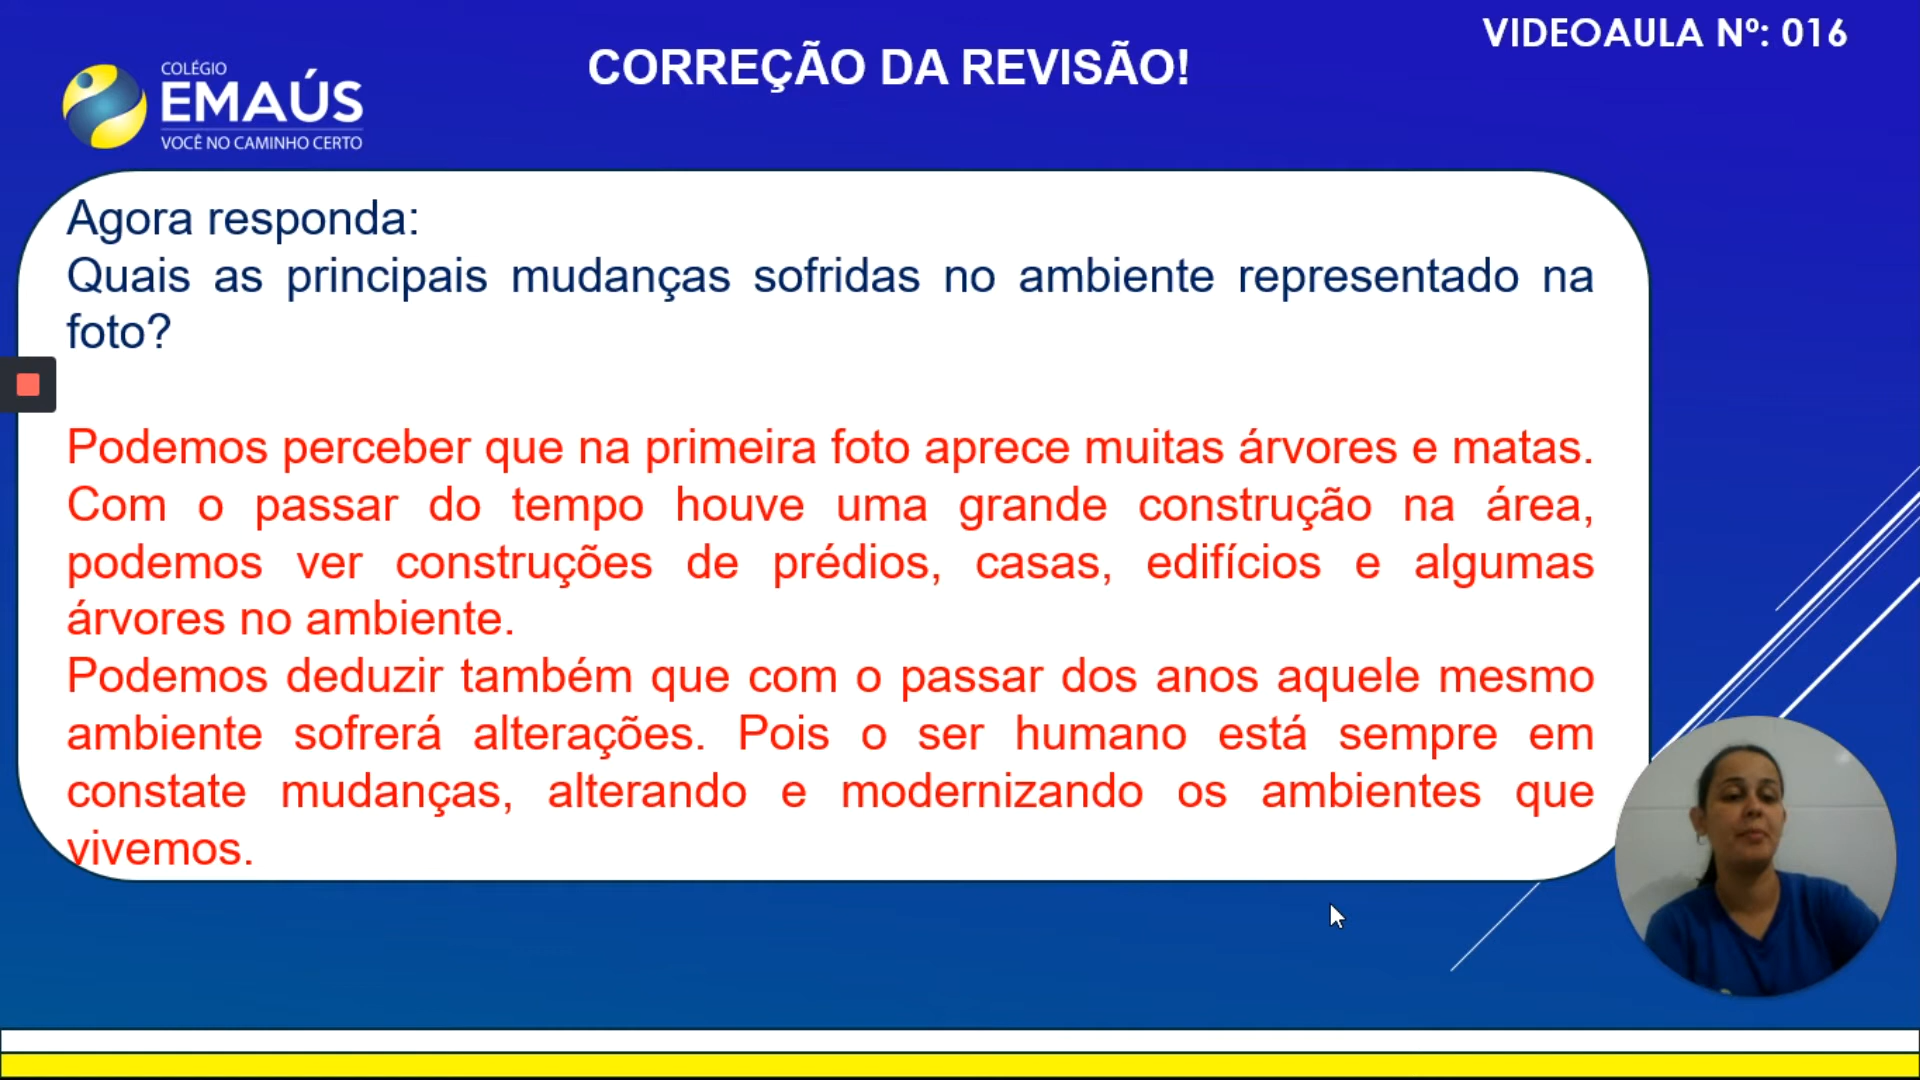 VIDEOAULA Nº: 016
CORREÇÃO DA REVISÃO!
COLÉGIO
EMAÚS
VOCÊ NO CAMINHO CERTO
Agora responda:
Quais as principais mudanças sofridas no ambiente representado na
foto?
Podemos perceber que na primeira foto aprece muitas árvores e matas.
Com o passar do tempo houve uma grande construção na área,
podemos ver construções de prédios, casas, edifícios e algumas
árvores no ambiente.
Podemos deduzir também que com o passar dos anos aquele mesmo
ambiente sofrerá alterações. Pois o ser humano está sempre em
constate mudanças, alterando e modernizando os ambientes que
vivemos.